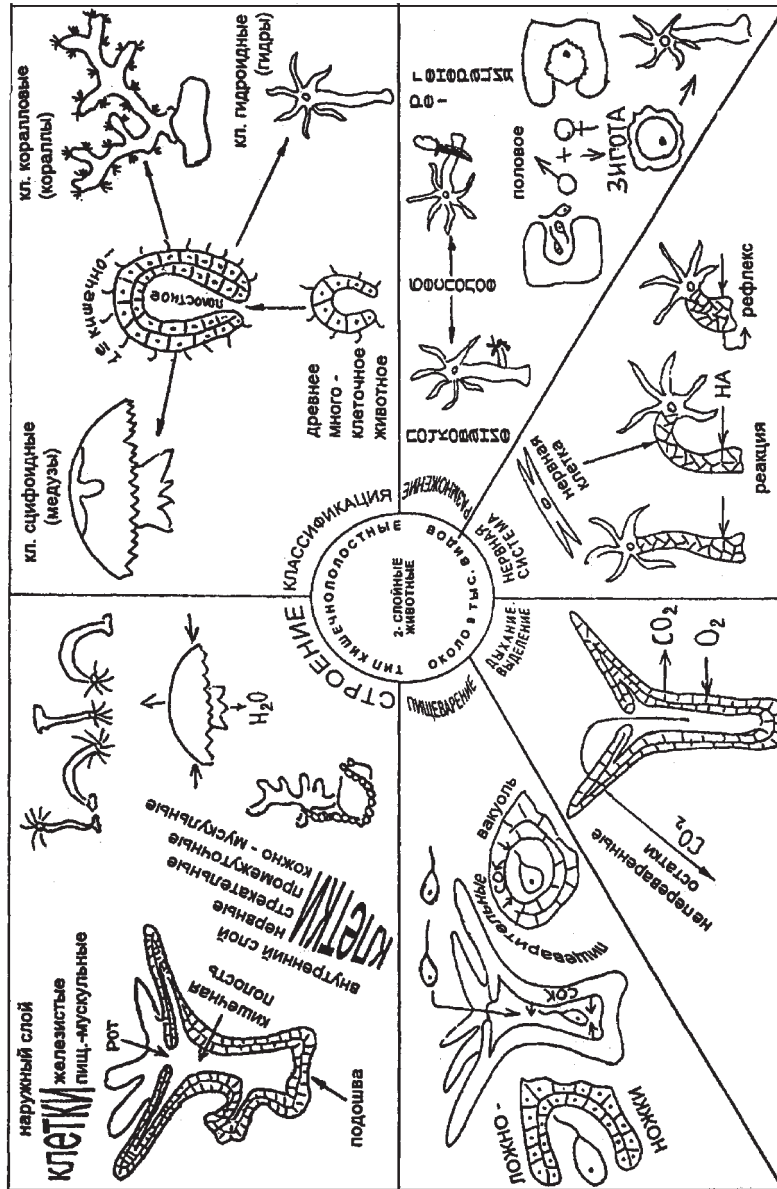 наружный слой
клетки
железистые
пищ.-мускульные
рот
кишечная
полость
подошва
внутренний слой
клетки
нервные
стрекательные
промежуточные
кожно-мускульные
H₂O
СТРОЕНИЕ
КЛАССИФИКАЦИЯ
кл. сцифоидные
(медузы)
1ое КИШЕЧНО-
ПОЛОСТНОЕ
древнее
много-
клеточное
животное
кл. коралловые
(кораллы)
кл. гидроидные
(гидры)
ТИП КИШЕЧНОПОЛОСТНЫЕ
2-СЛОЙНЫЕ
ЖИВОТНЫЕ
ОКОЛО 9 ТЫС. ВИДОВ
ПИЩЕВАРЕНИЕ
ЛОЖНО-
НОЖКИ
сок
пищеварительные
сок
вакуоль
ДЫХАНИЕ-
ВЫДЕЛЕНИЕ
непереваренные
остатки
CO₂
CO₂
O₂
НЕРВНАЯ
СИСТЕМА
нервная
клетка
реакция
НА
рефлекс
РАЗМНОЖЕНИЕ
половое
ЗИГОТА